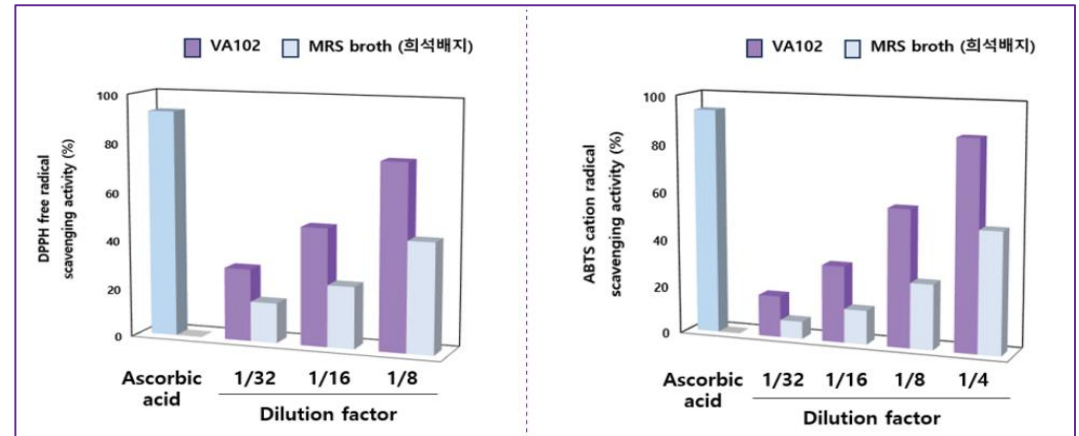 VA102 MRS broth (희석배지)
DPPH free radical
scavenging activity (%)
100
80
60
40
20
0
Ascorbic
acid
1/32 1/16 1/8
Dilution factor
VA102 MRS broth (희석배지)
ABTS cation radical
scavenging activity (%)
100
80
60
40
20
0
Ascorbic
acid
1/32 1/16 1/8 1/4
Dilution factor